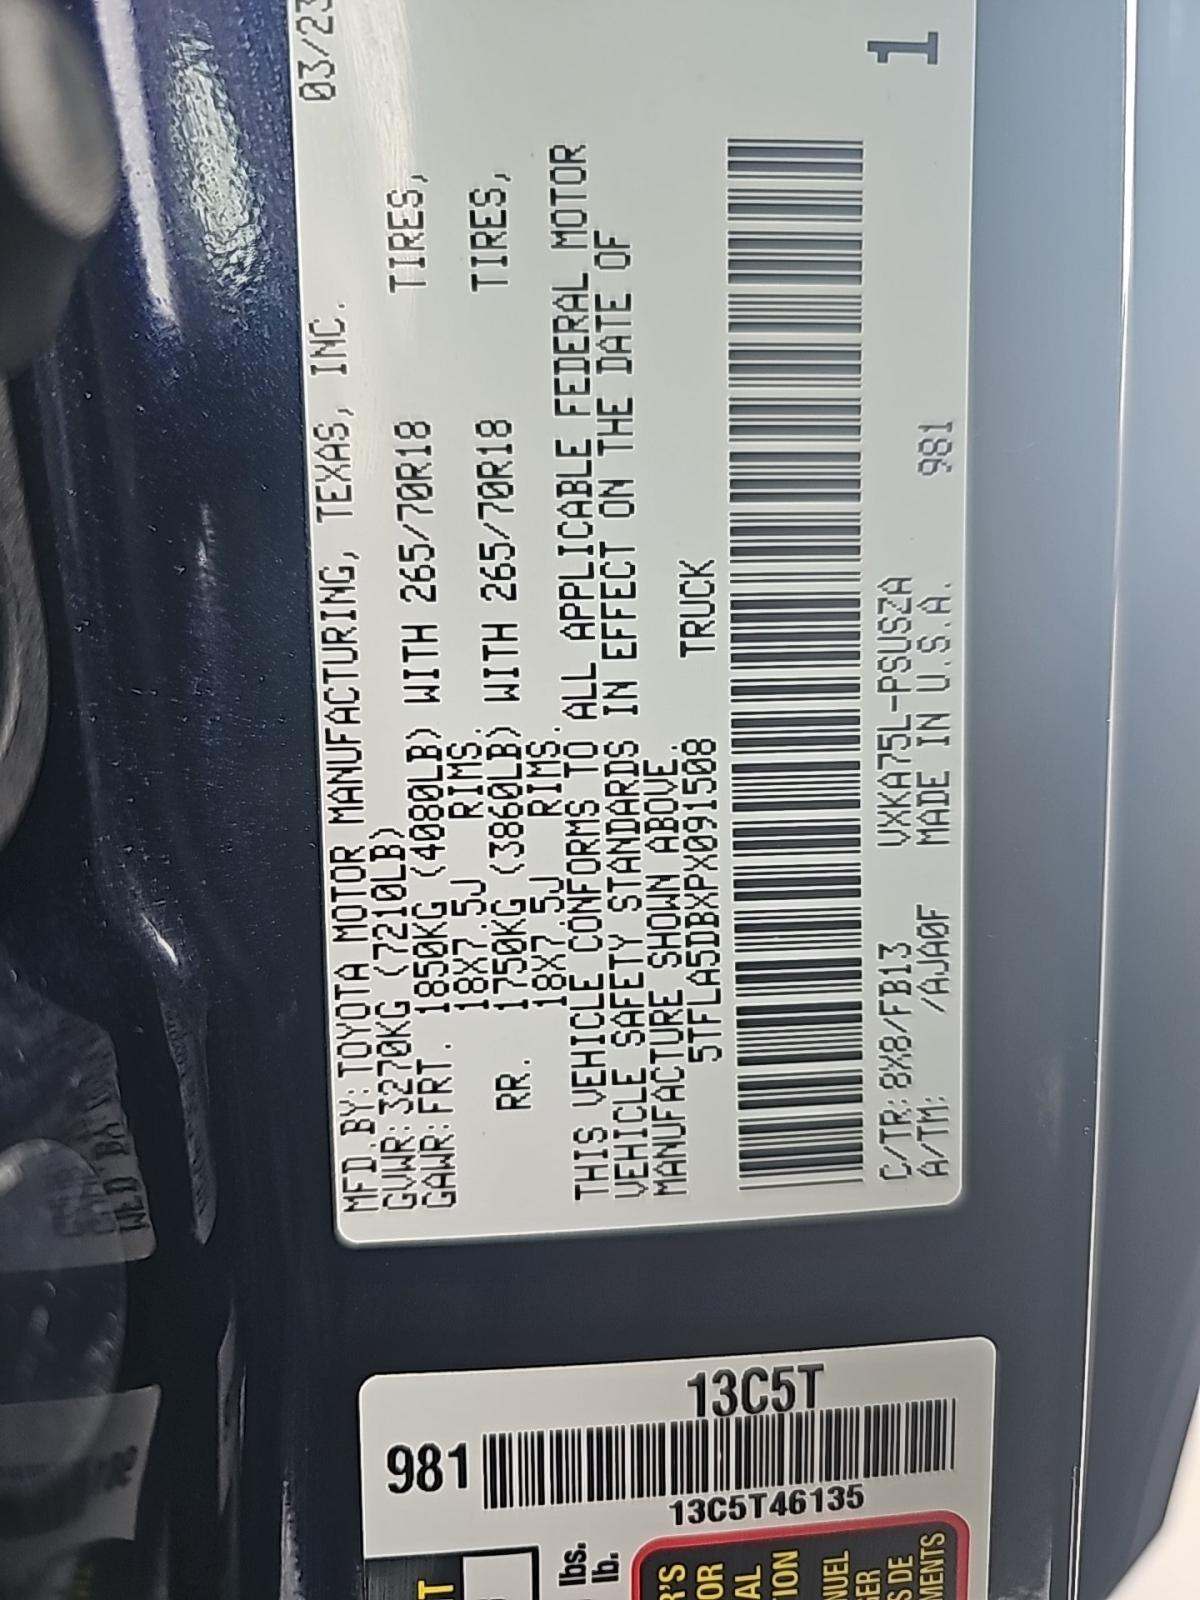 MFD.BY:TOYOTA MOTOR MANUFACTURING, TEXAS, INC. 03/23
GVWR:3270KG (7210LB)
GAWR:FRT. 1850KG (4080LB) WITH 265/70R18 TIRES,
18X7.5J RIMS.
RR. 1750KG (3860LB) WITH 265/70R18 TIRES,
18X7.5J RIMS.
THIS VEHICLE CONFORMS TO ALL APPLICABLE FEDERAL MOTOR
VEHICLE SAFETY STANDARDS IN EFFECT ON THE DATE OF
MANUFACTURE SHOWN ABOVE.
5TFLA5DBXPX091508 TRUCK
C/TR:8X8/FB13 VXKA75L-PSUSZA
A/TM: /AJA0F MADE IN U.S.A. 981
1
981
13C5T
13C5T46135
lbs.
lb.